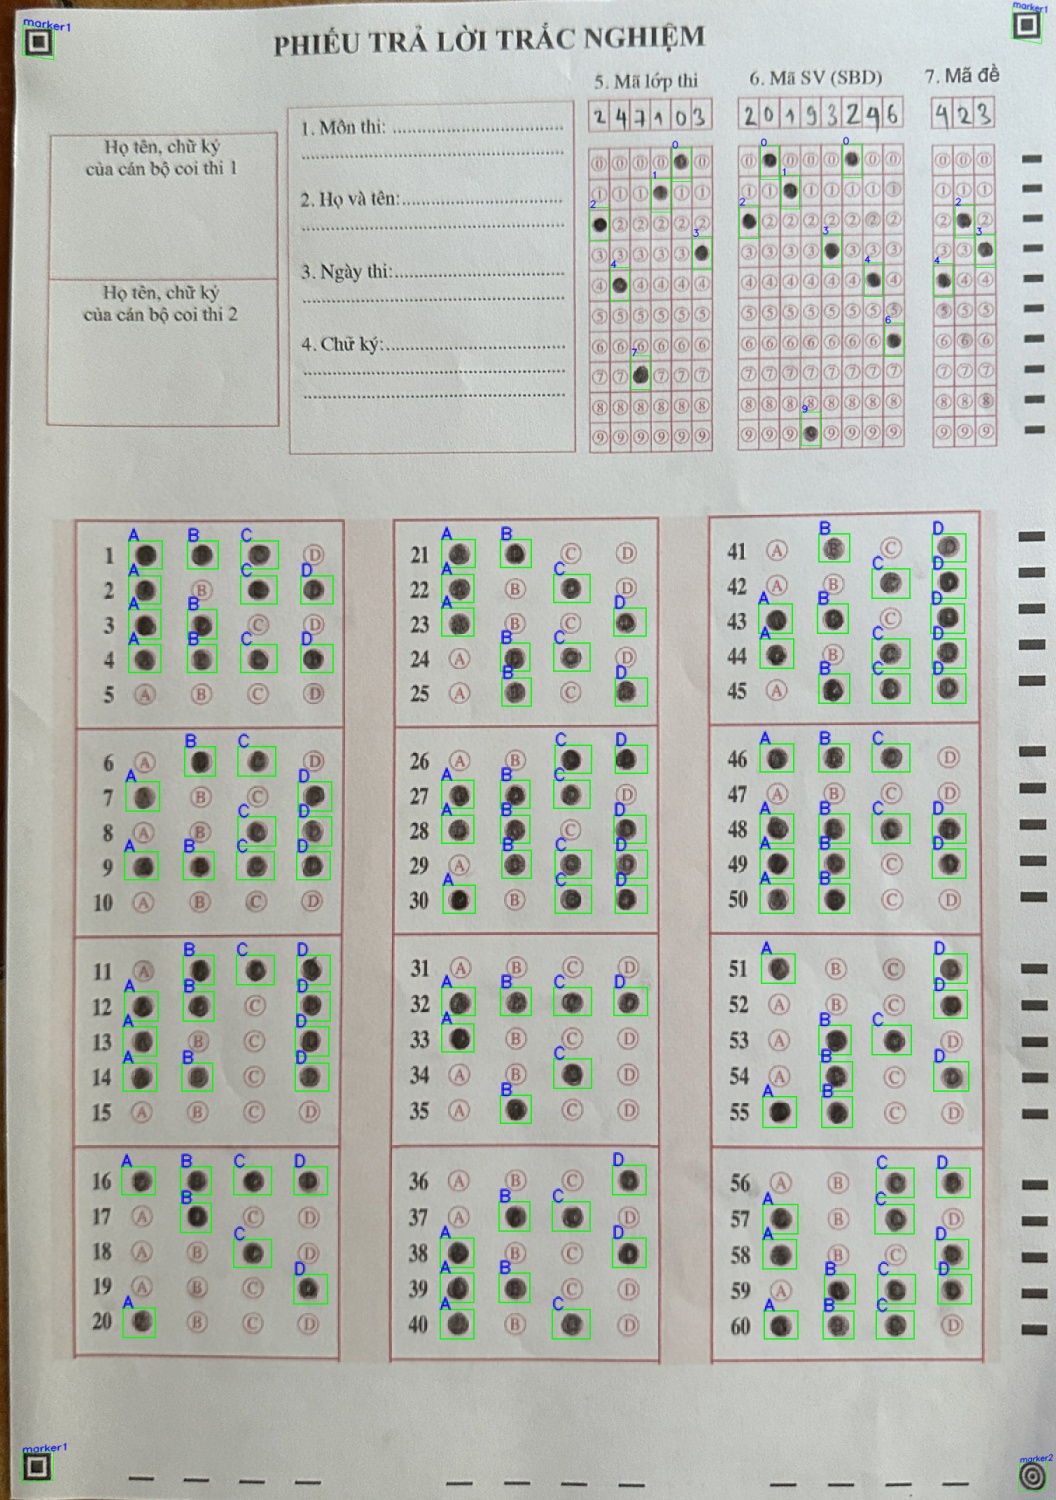 marker1
marker1
PHIẾU TRẢ LỜI TRẮC NGHIỆM
5. Mã lớp thi
6. Mã SV (SBD)
7. Mã đề
2 4 7 1 0 3
2 0 1 9 3 2 9 6
4 2 3
Họ tên, chữ ký
của cán bộ coi thi 1
Họ tên, chữ ký
của cán bộ coi thi 2
1. Môn thi:
2. Họ và tên:
3. Ngày thi:
4. Chữ ký:
1 A B C D
2 A B C D
3 A B C D
4 A B C D
5 A B C D
6 A B C D
7 A B C D
8 A B C D
9 A B C D
10 A B C D
11 A B C D
12 A B C D
13 A B C D
14 A B C D
15 A B C D
16 A B C D
17 A B C D
18 A B C D
19 A B C D
20 A B C D
21 A B C D
22 A B C D
23 A B C D
24 A B C D
25 A B C D
26 A B C D
27 A B C D
28 A B C D
29 A B C D
30 A B C D
31 A B C D
32 A B C D
33 A B C D
34 A B C D
35 A B C D
36 A B C D
37 A B C D
38 A B C D
39 A B C D
40 A B C D
41 A B C D
42 A B C D
43 A B C D
44 A B C D
45 A B C D
46 A B C D
47 A B C D
48 A B C D
49 A B C D
50 A B C D
51 A B C D
52 A B C D
53 A B C D
54 A B C D
55 A B C D
56 A B C D
57 A B C D
58 A B C D
59 A B C D
60 A B C D
marker1
marker2